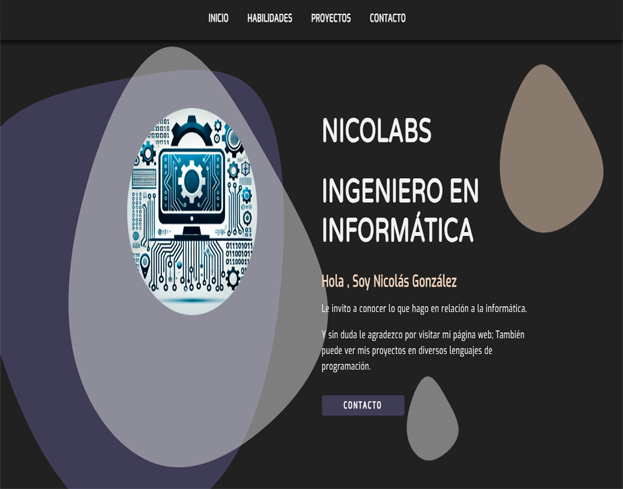 INICIO HABILIDADES PROYECTOS CONTACTO
NICOLABS
INGENIERO EN
INFORMÁTICA
Hola , Soy Nicolás González
Le invito a conocer lo que hago en relación a la informática.
Y sin duda le agradezco por visitar mi página web; También
puede ver mis proyectos en diversos lenguajes de
programación.
CONTACTO